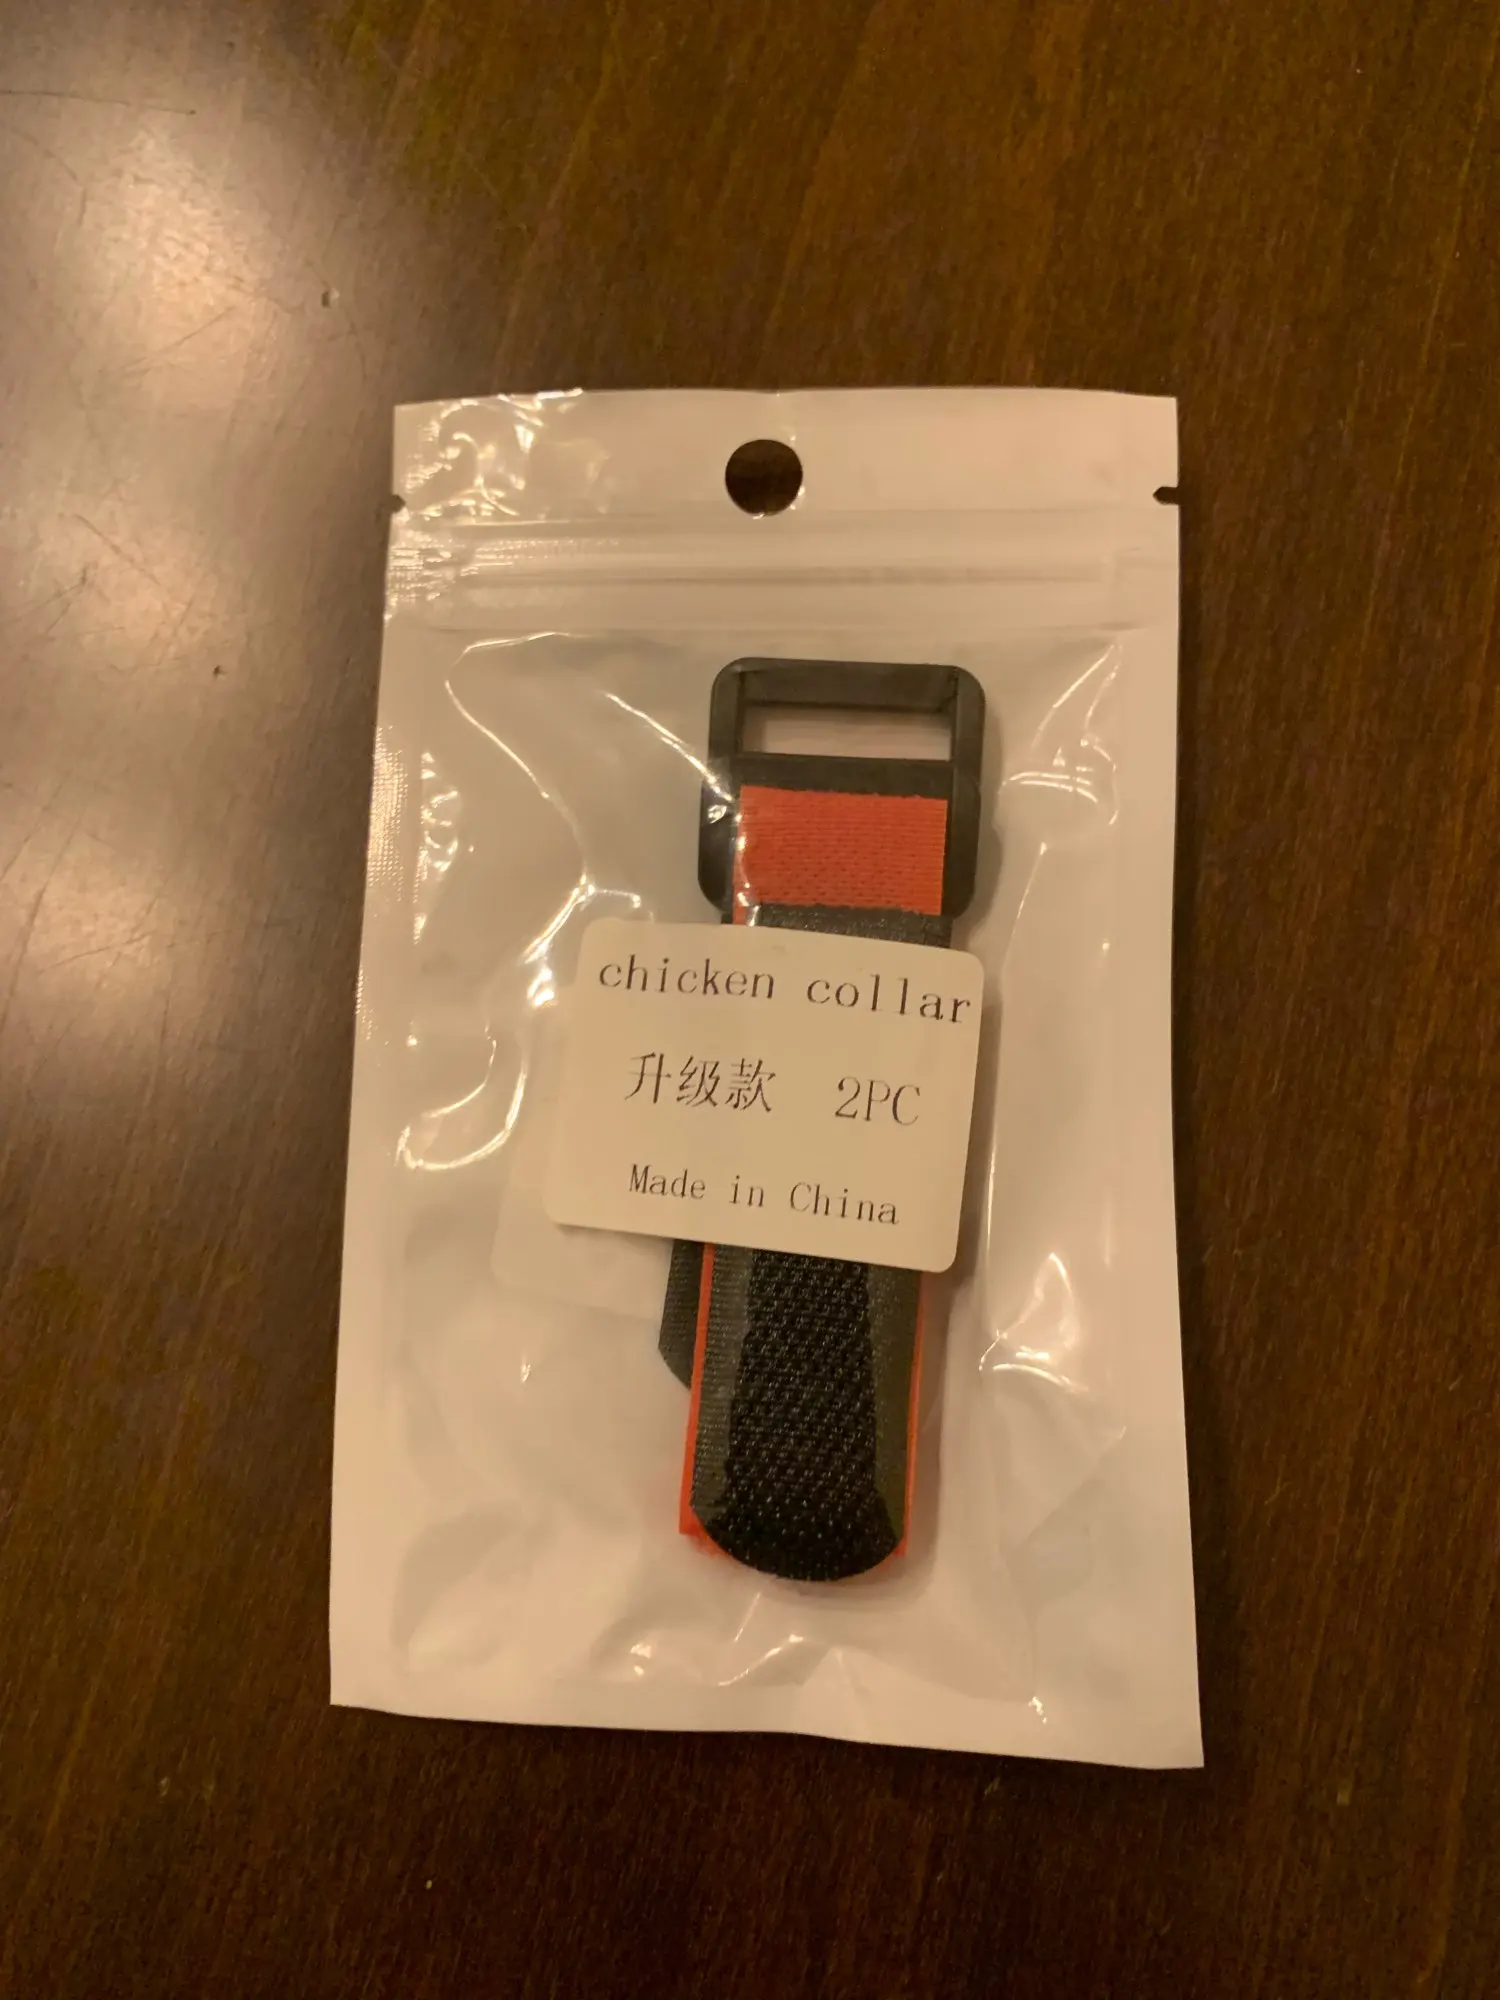 chicken collar
升级款 2PC
Made in China